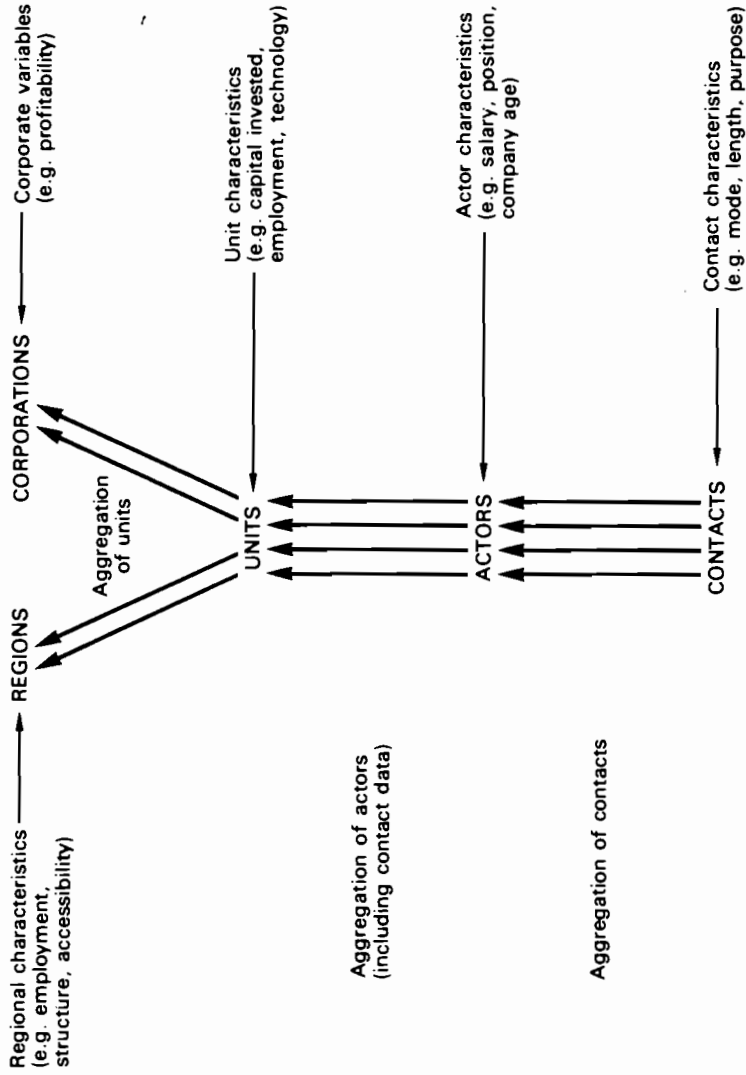 Regional characteristics
(e.g. employment,
structure, accessibility)
REGIONS
CORPORATIONS
Corporate variables
(e.g. profitability)
Aggregation
of units
UNITS
Unit characteristics
(e.g. capital invested,
employment, technology)
Aggregation of actors
(including contact data)
ACTORS
Actor characteristics
(e.g. salary, position,
company age)
Aggregation of contacts
CONTACTS
Contact characteristics
(e.g. mode, length, purpose)